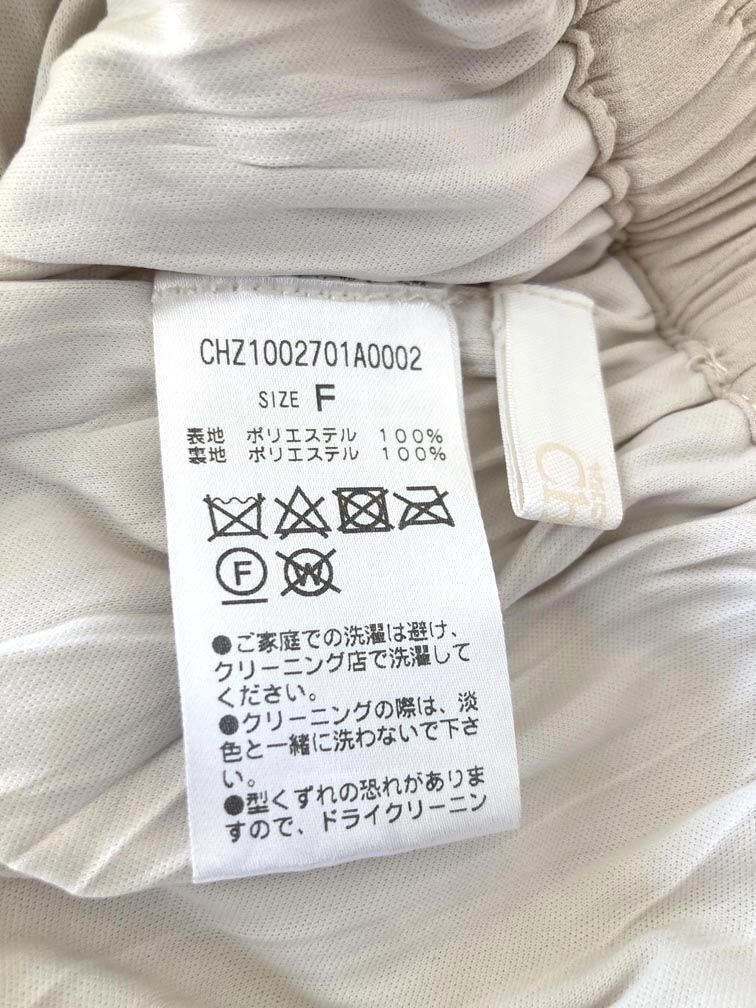 CHZ1002701A0002
SIZE F
表地 ポリエステル 100%
裏地 ポリエステル 100%
F
W
●ご家庭での洗濯は避け、
クリーニング店で洗濯して
ください。
●クリーニングの際は、淡
色と一緒に洗わないで下さ
い。
●型くずれの恐れがありま
すので、ドライクリーニン